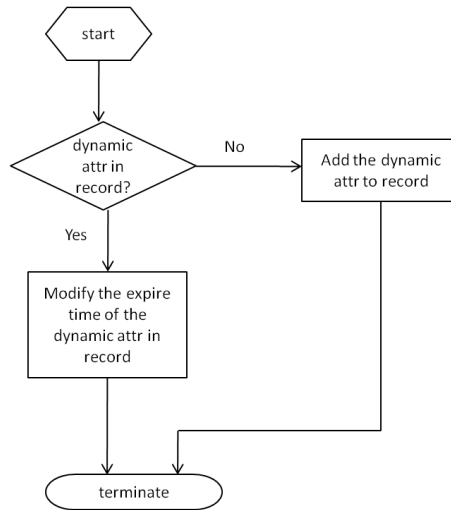 start
dynamic
attr in
record?
No
Add the dynamic
attr to record
Yes
Modify the expire
time of the
dynamic attr in
record
terminate